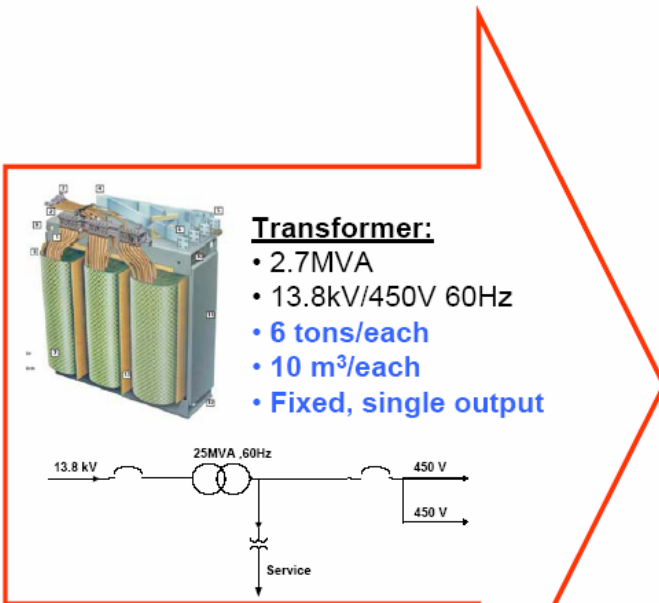 Transformer:
• 2.7MVA
• 13.8kV/450V 60Hz
• 6 tons/each
• 10 m³/each
• Fixed, single output
25MVA ,60Hz
13.8 kV
450 V
450 V
Service